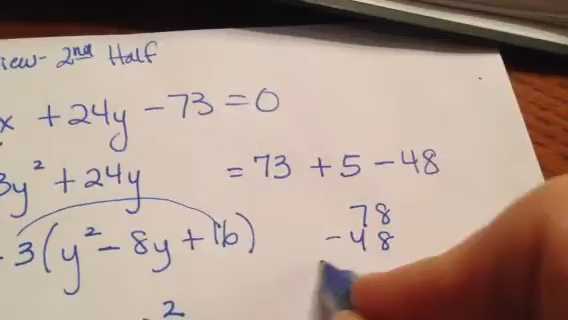 iew- 2nd Half
x + 24y - 73 = 0
3y² + 24y = 73 + 5 - 48
- 3(y² - 8y + 16)
78
- 48
2